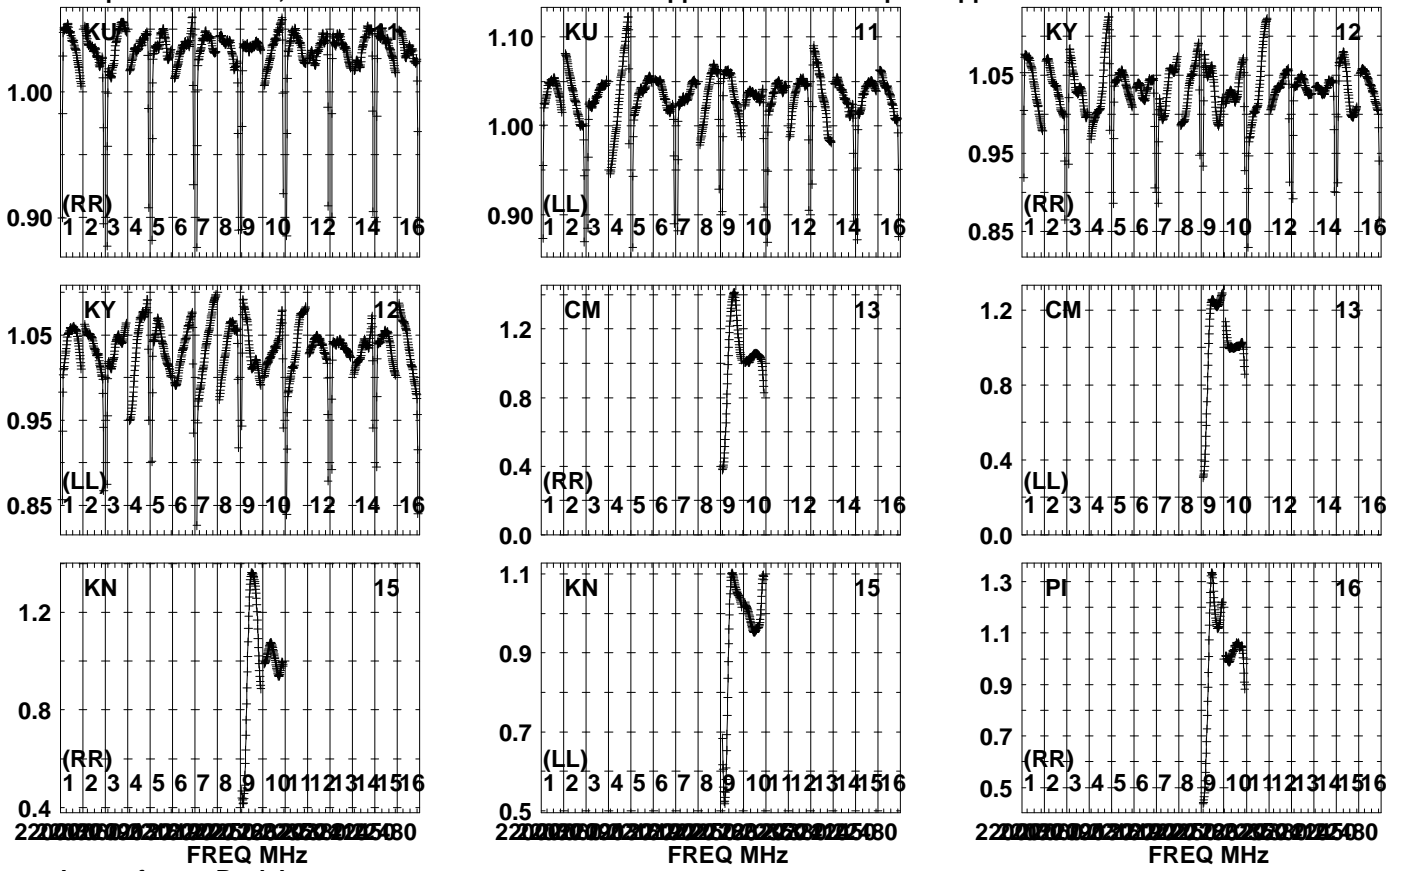 KU 11
1.00
0.90
(RR)
1 2 3 4 5 6 7 8 9 10 12 14 16
KU 11
1.10
1.00
0.90
(LL)
1 2 3 4 5 6 7 8 9 10 12 14 16
KY 12
1.05
0.95
0.85
(RR)
1 2 3 4 5 6 7 8 9 10 12 14 16
KY 12
1.05
0.95
0.85
(LL)
1 2 3 4 5 6 7 8 9 10 12 14 16
CM 13
1.2
0.8
0.4
0.0
(RR)
1 2 3 4 5 6 7 8 9 10 12 14 16
CM 13
1.2
0.8
0.4
0.0
(LL)
1 2 3 4 5 6 7 8 9 10 12 14 16
KN 15
1.2
0.8
0.4
(RR)
1 2 3 4 5 6 7 8 9 10 11 12 13 14 15 16
FREQ MHz
KN 15
1.1
0.9
0.7
0.5
(LL)
1 2 3 4 5 6 7 8 9 10 11 12 13 14 15 16
FREQ MHz
PI 16
1.3
1.1
0.9
0.7
0.5
(RR)
1 2 3 4 5 6 7 8 9 10 11 12 13 14 15 16
FREQ MHz